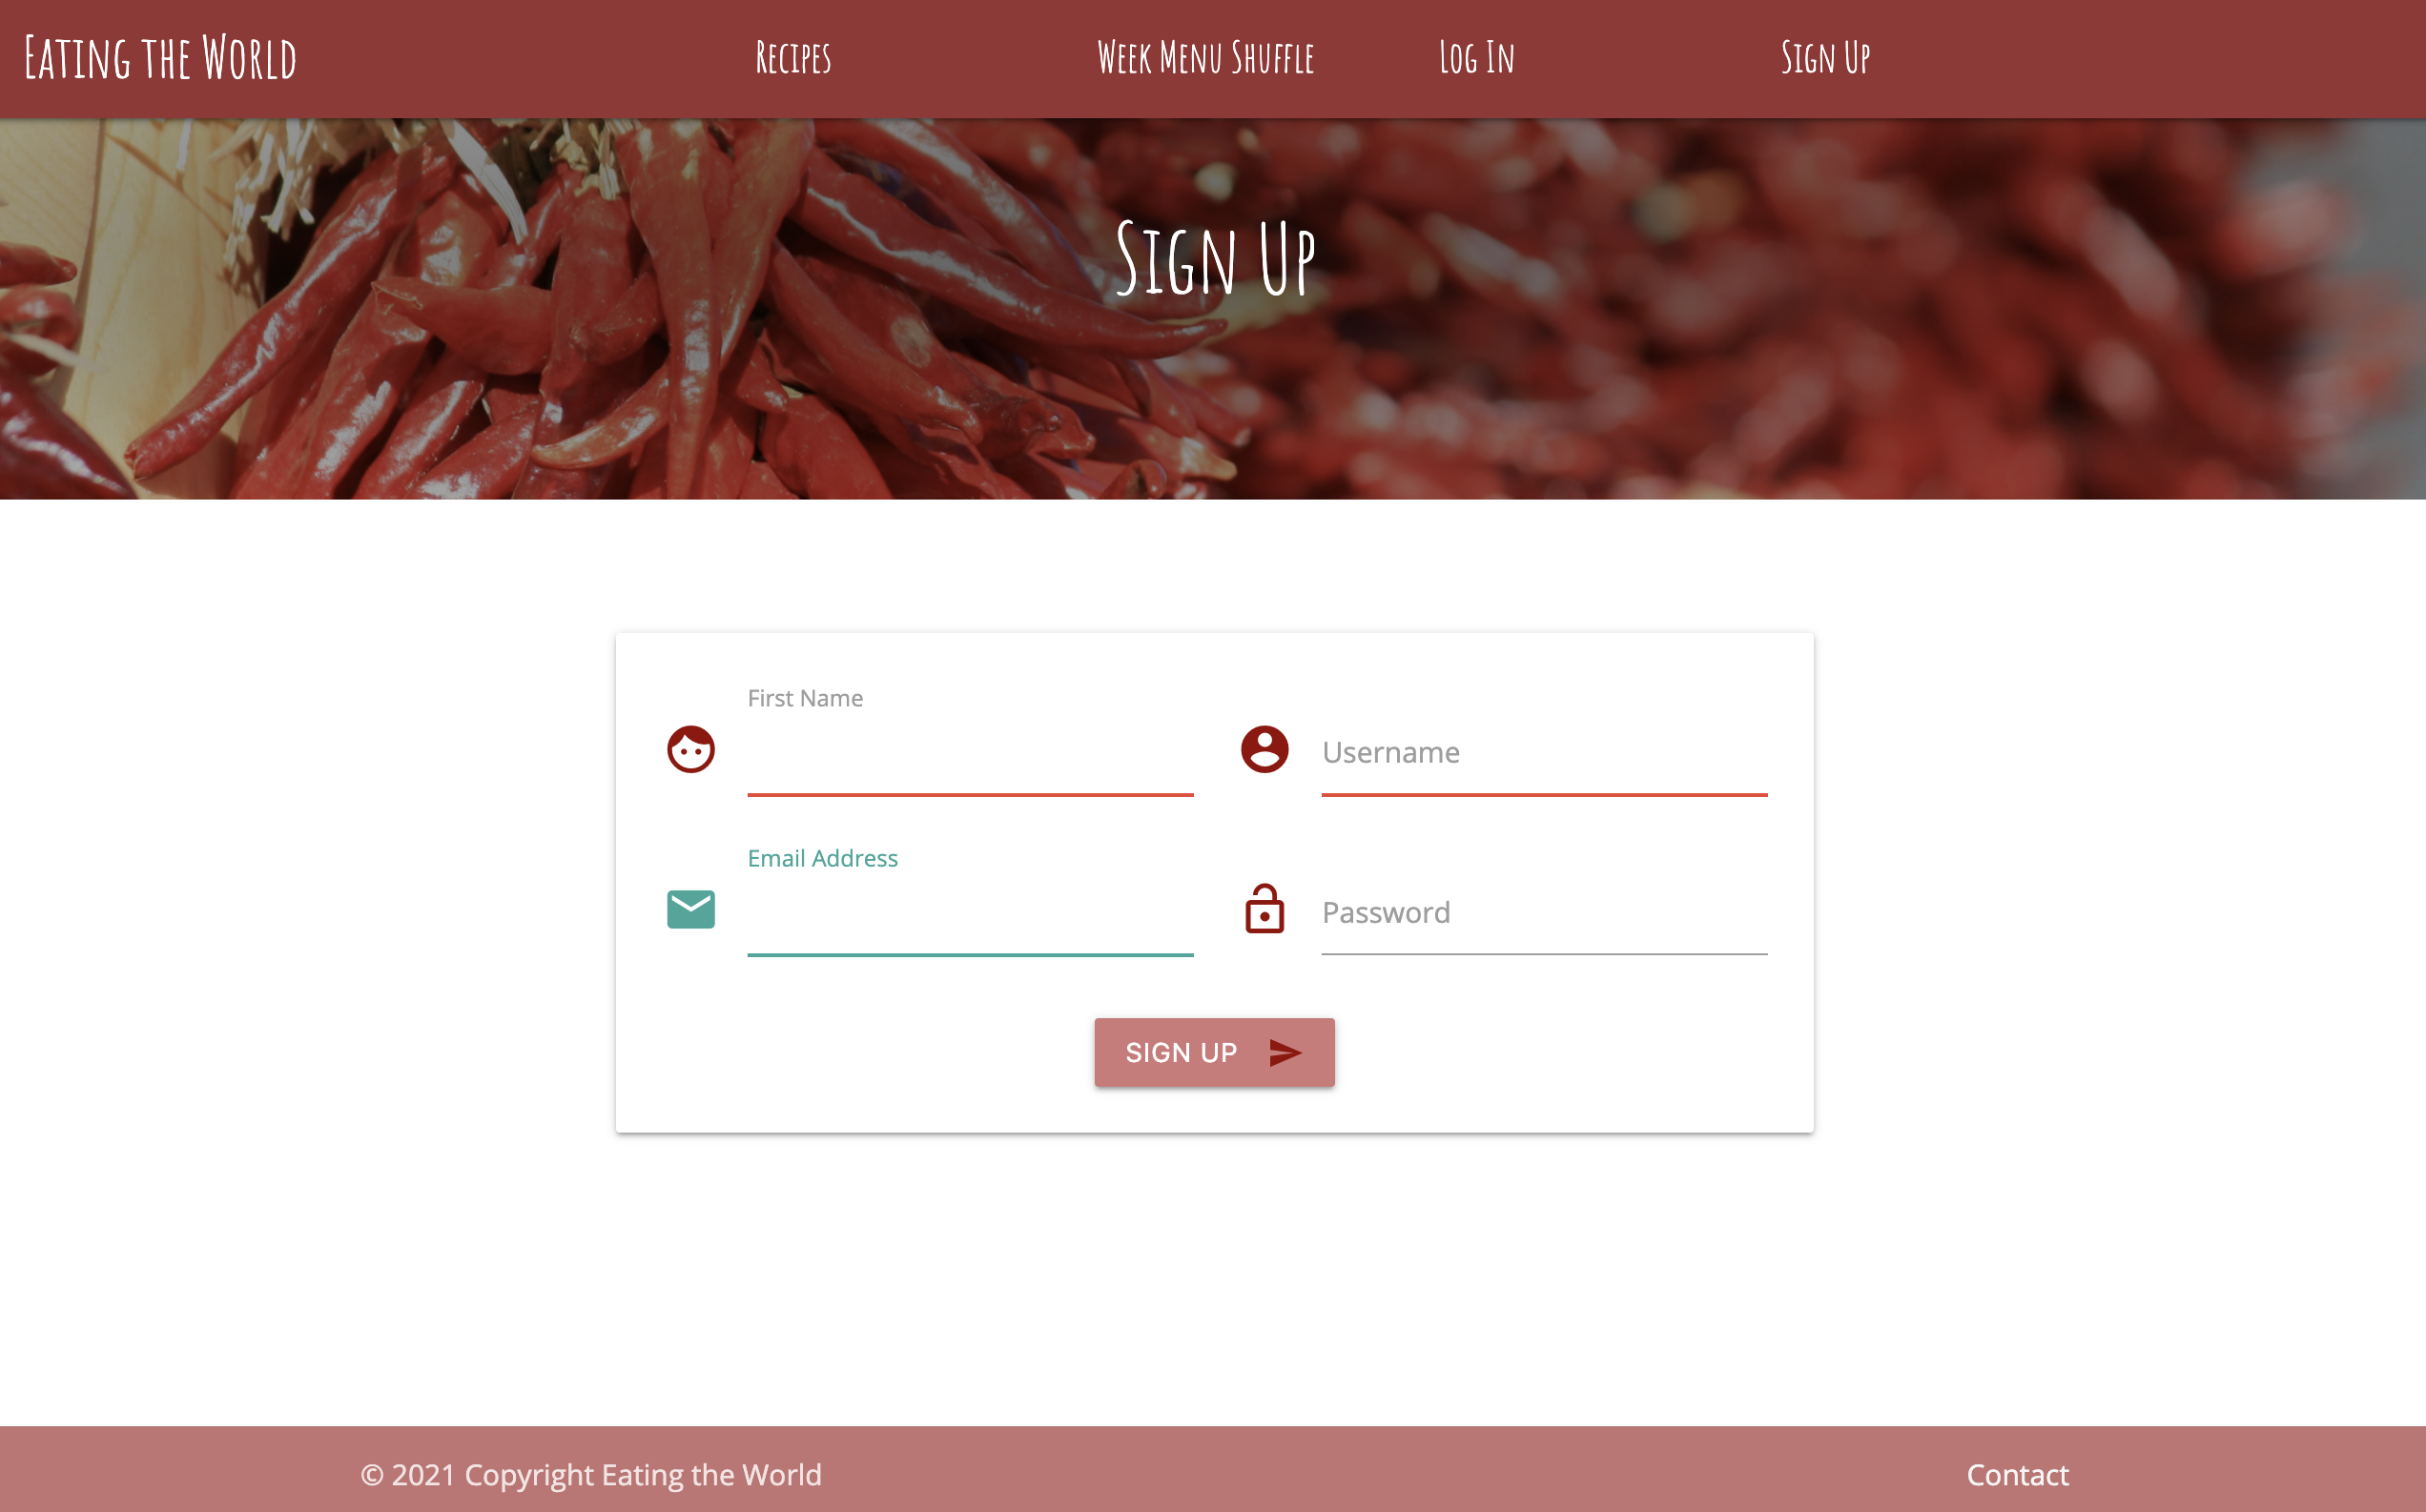 Eating the World Recipes Week Menu Shuffle Log In Sign Up
Sign Up
First Name
Username
Email Address
Password
SIGN UP
© 2021 Copyright Eating the World Contact